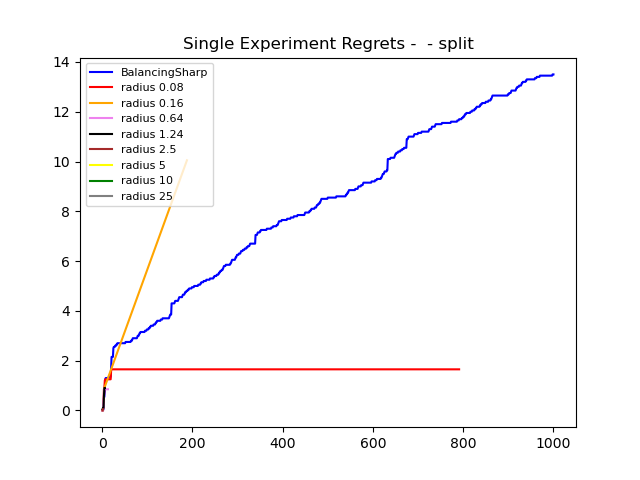 Single Experiment Regrets -  - split
14
12
10
8
6
4
2
0
BalancingSharp
radius 0.08
radius 0.16
radius 0.64
radius 1.24
radius 2.5
radius 5
radius 10
radius 25
0 200 400 600 800 1000